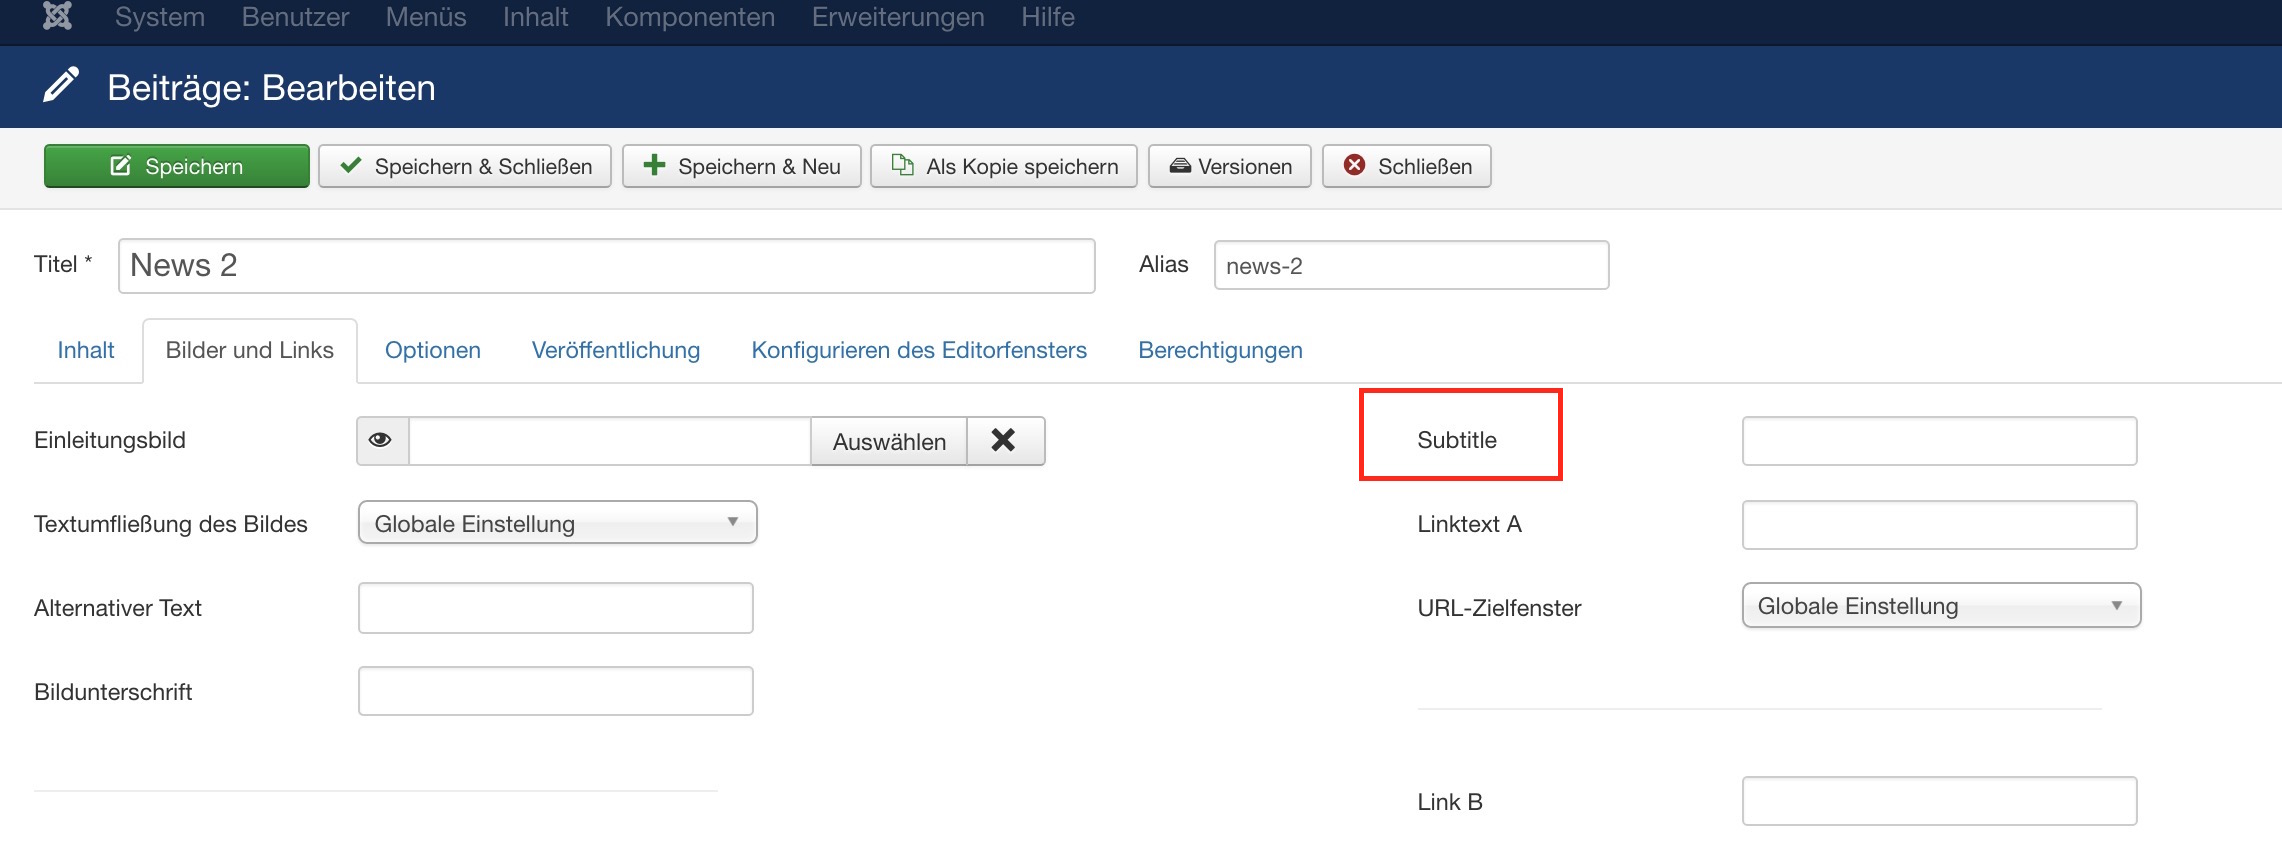 System Benutzer Menüs Inhalt Komponenten Erweiterungen Hilfe
Beiträge: Bearbeiten
Speichern Speichern & Schließen Speichern & Neu Als Kopie speichern Versionen Schließen
Titel * News 2 Alias news-2
Inhalt Bilder und Links Optionen Veröffentlichung Konfigurieren des Editorfensters Berechtigungen
Einleitungsbild Auswählen Subtitle
Textumfließung des Bildes Globale Einstellung Linktext A
Alternativer Text URL-Zielfenster Globale Einstellung
Bildunterschrift
Link B